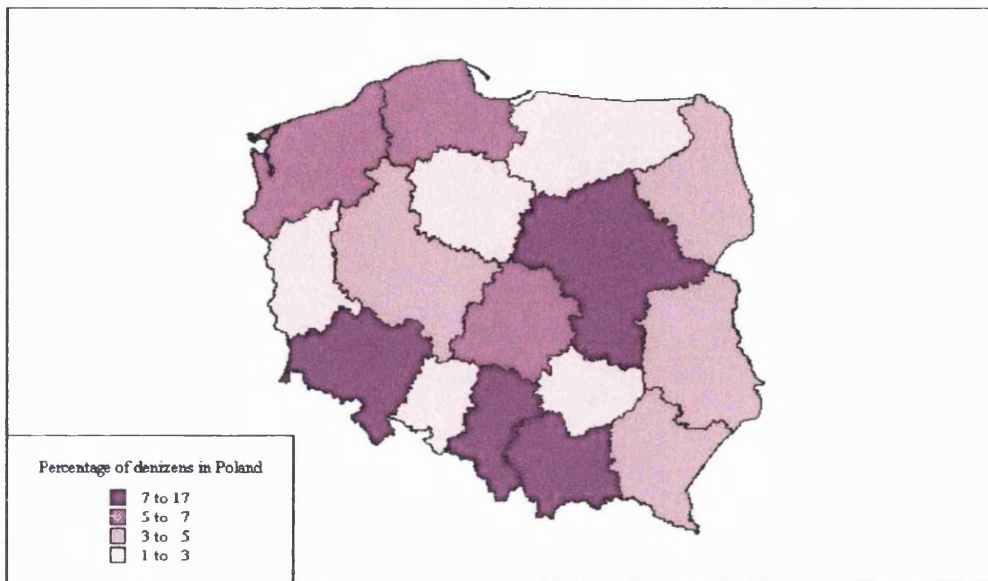 Percentage of denizens in Poland
7 to 17
5 to 7
3 to 5
1 to 3